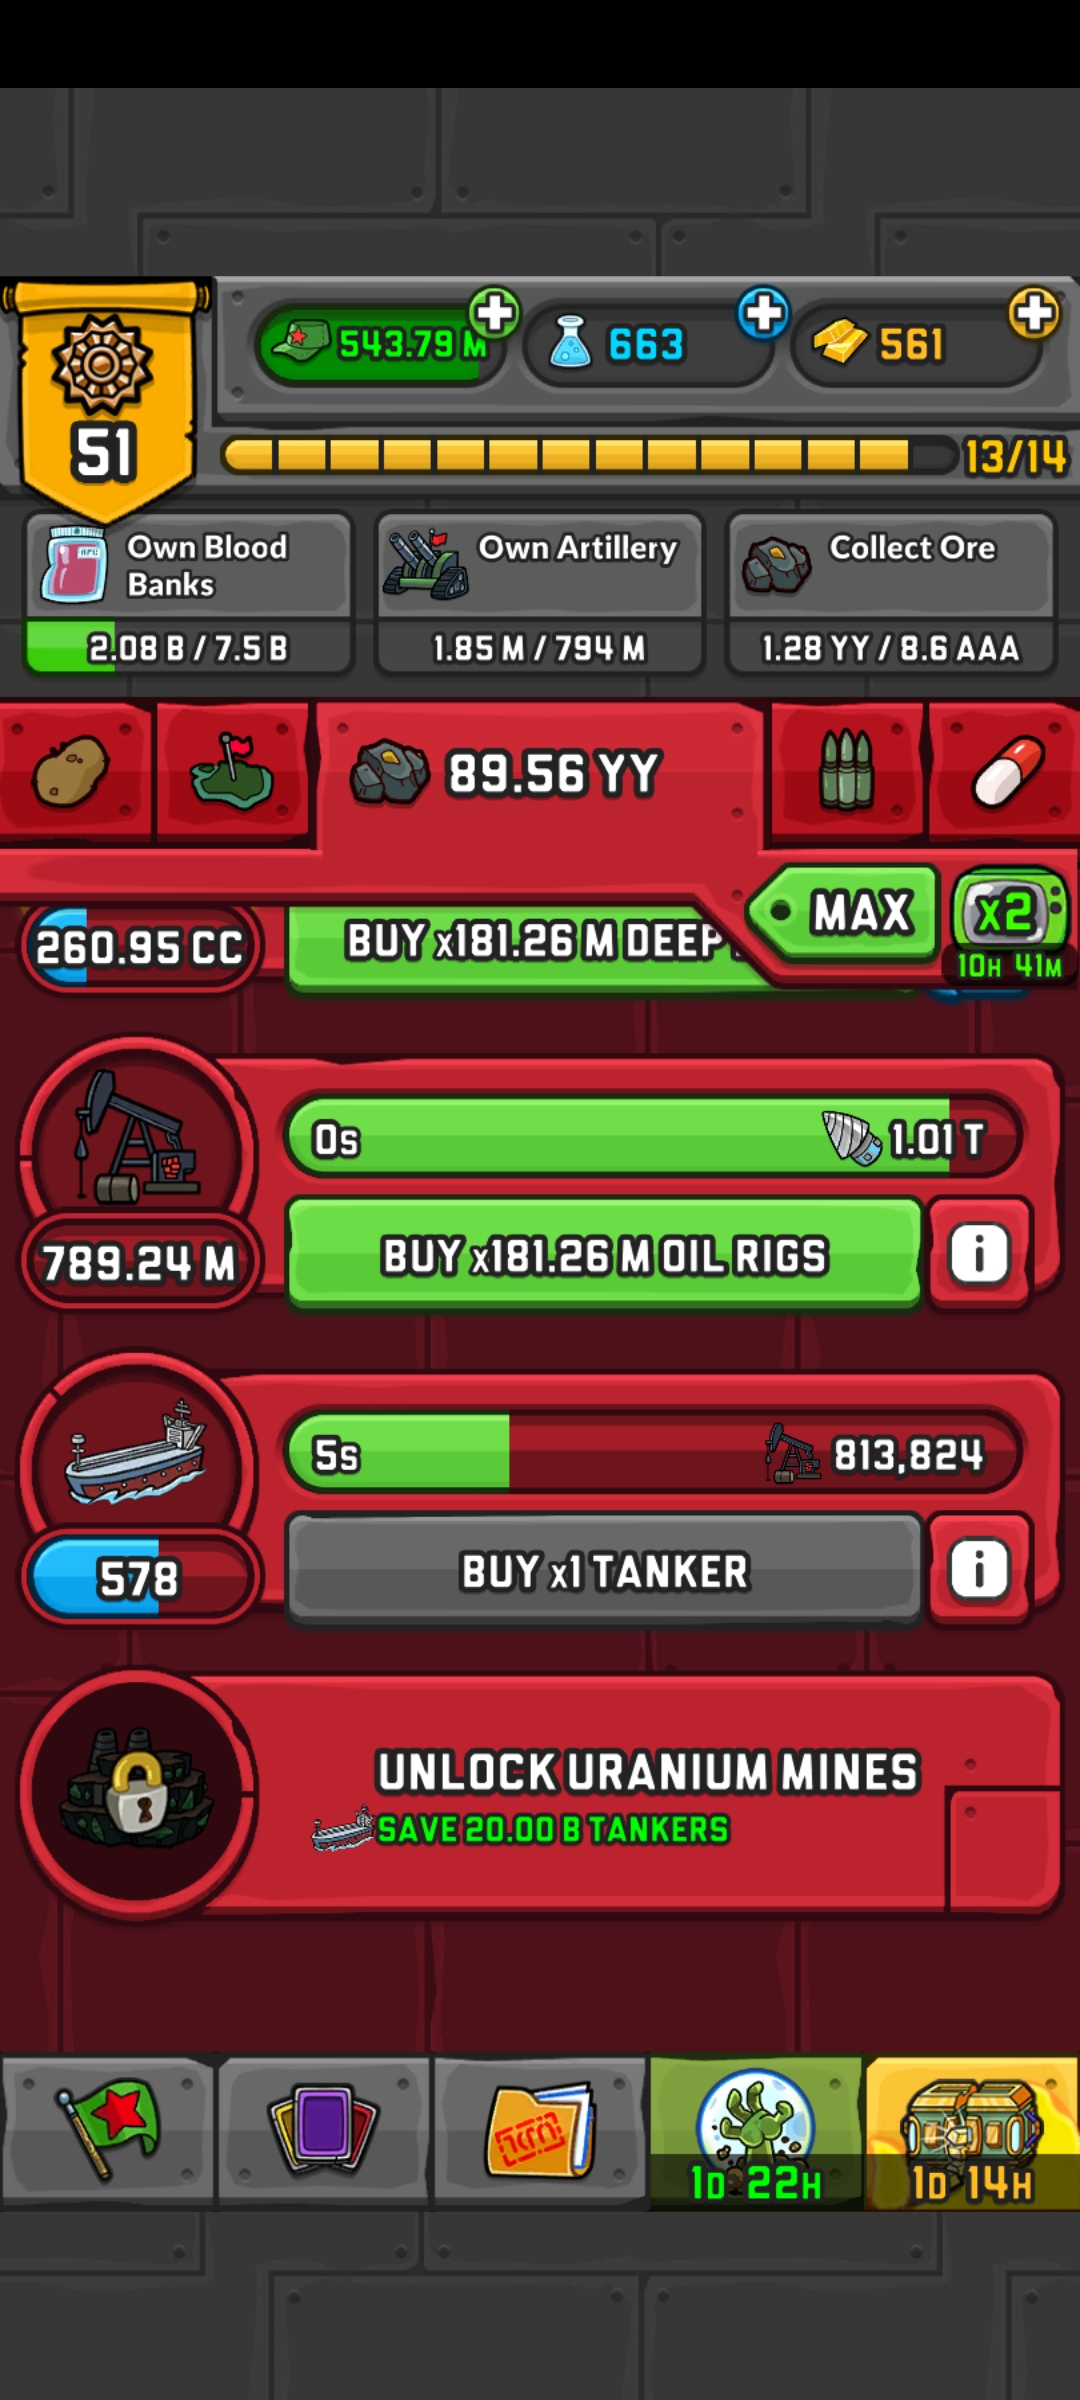 543.79 M
663
561
51
13/14
Own Blood
Banks
2.08 B / 7.5 B
Own Artillery
1.85 M / 794 M
Collect Ore
1.28 YY / 8.6 AAA
89.56 YY
MAX
x2
10H 41M
260.95 CC
BUY x181.26 M DEEP
0s
1.01 T
789.24 M
BUY x181.26 M OIL RIGS
i
5s
813,824
578
BUY x1 TANKER
i
UNLOCK URANIUM MINES
SAVE 20.00 B TANKERS
1D 22H
1D 14H